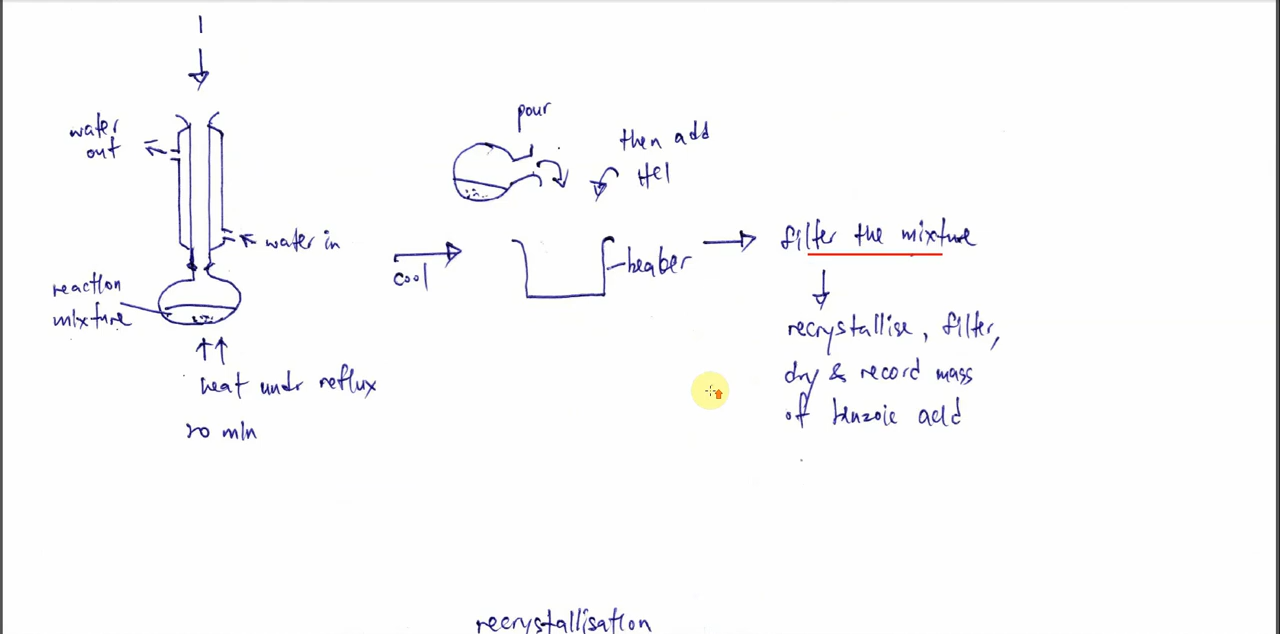 water
out
water in
reaction
mixture
heat undr reflux
20 min
cool
pour
then add
HCl
beaker
filter the mixture
recrystallise, filter,
dry & record mass
of benzoic acid
recrystallisation